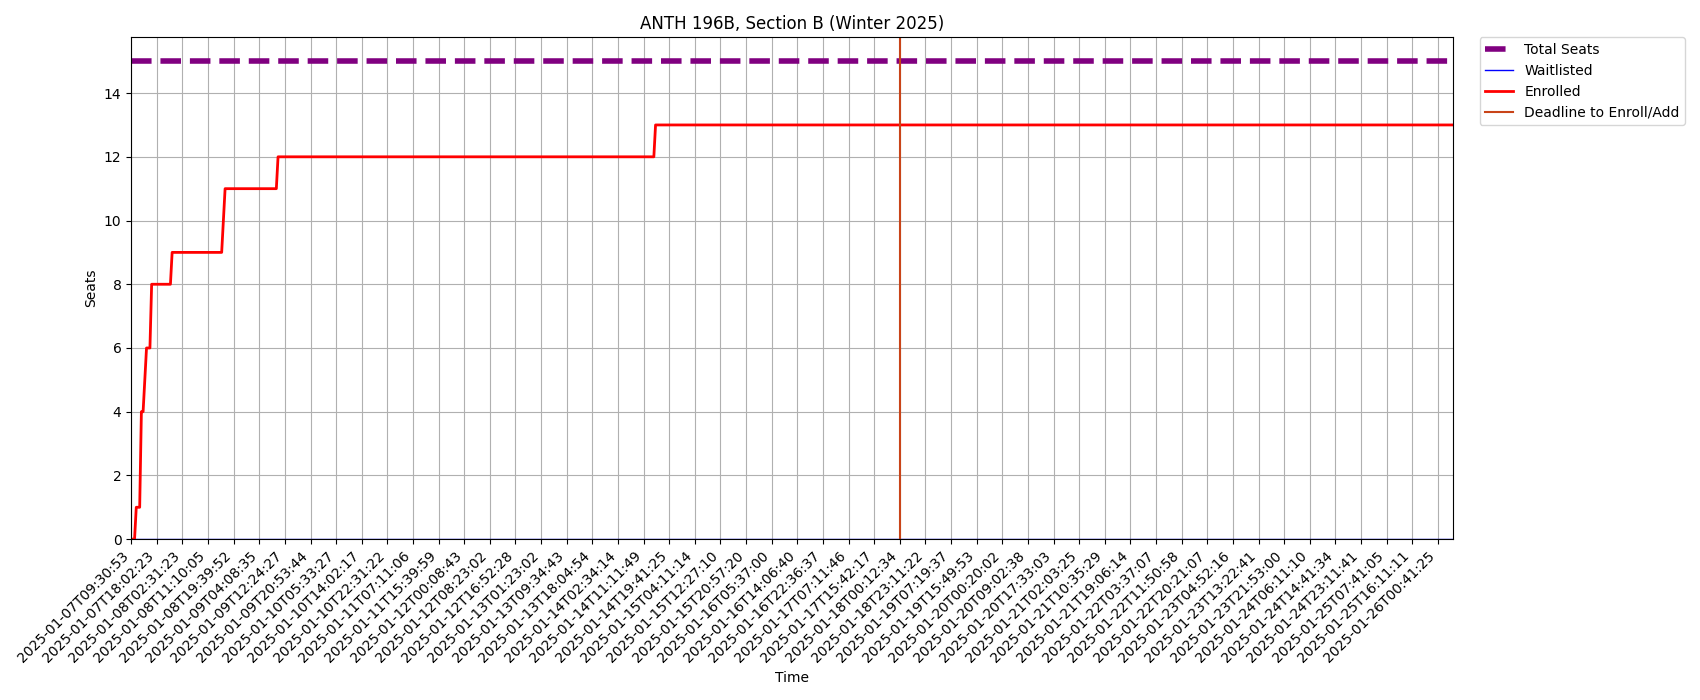 ANTH 196B, Section B (Winter 2025)
Total Seats
Waitlisted
Enrolled
Deadline to Enroll/Add
Seats
14
12
10
8
6
4
2
0
2025-01-07T09:30:53
2025-01-07T18:02:23
2025-01-08T02:31:23
2025-01-08T11:10:05
2025-01-08T19:39:52
2025-01-09T04:08:35
2025-01-09T12:24:27
2025-01-09T20:53:44
2025-01-10T05:33:27
2025-01-10T14:02:17
2025-01-10T22:31:22
2025-01-11T07:11:06
2025-01-11T15:39:59
2025-01-12T00:08:43
2025-01-12T08:23:02
2025-01-12T16:52:28
2025-01-13T01:23:02
2025-01-13T09:34:43
2025-01-13T18:04:54
2025-01-14T02:34:14
2025-01-14T11:11:49
2025-01-14T19:41:25
2025-01-15T04:11:14
2025-01-15T12:27:10
2025-01-15T20:57:20
2025-01-16T05:37:00
2025-01-16T14:06:40
2025-01-16T22:36:37
2025-01-17T07:11:46
2025-01-17T15:42:17
2025-01-18T00:12:34
2025-01-18T23:11:22
2025-01-19T07:19:37
2025-01-19T15:49:53
2025-01-20T00:20:02
2025-01-20T09:02:38
2025-01-20T17:33:03
2025-01-21T02:03:25
2025-01-21T10:35:29
2025-01-21T19:06:14
2025-01-22T03:37:07
2025-01-22T11:50:58
2025-01-22T20:21:07
2025-01-23T04:52:16
2025-01-23T13:22:41
2025-01-23T21:53:00
2025-01-24T06:11:10
2025-01-24T14:41:34
2025-01-24T23:11:41
2025-01-25T07:41:05
2025-01-25T16:11:11
2025-01-26T00:41:25
Time